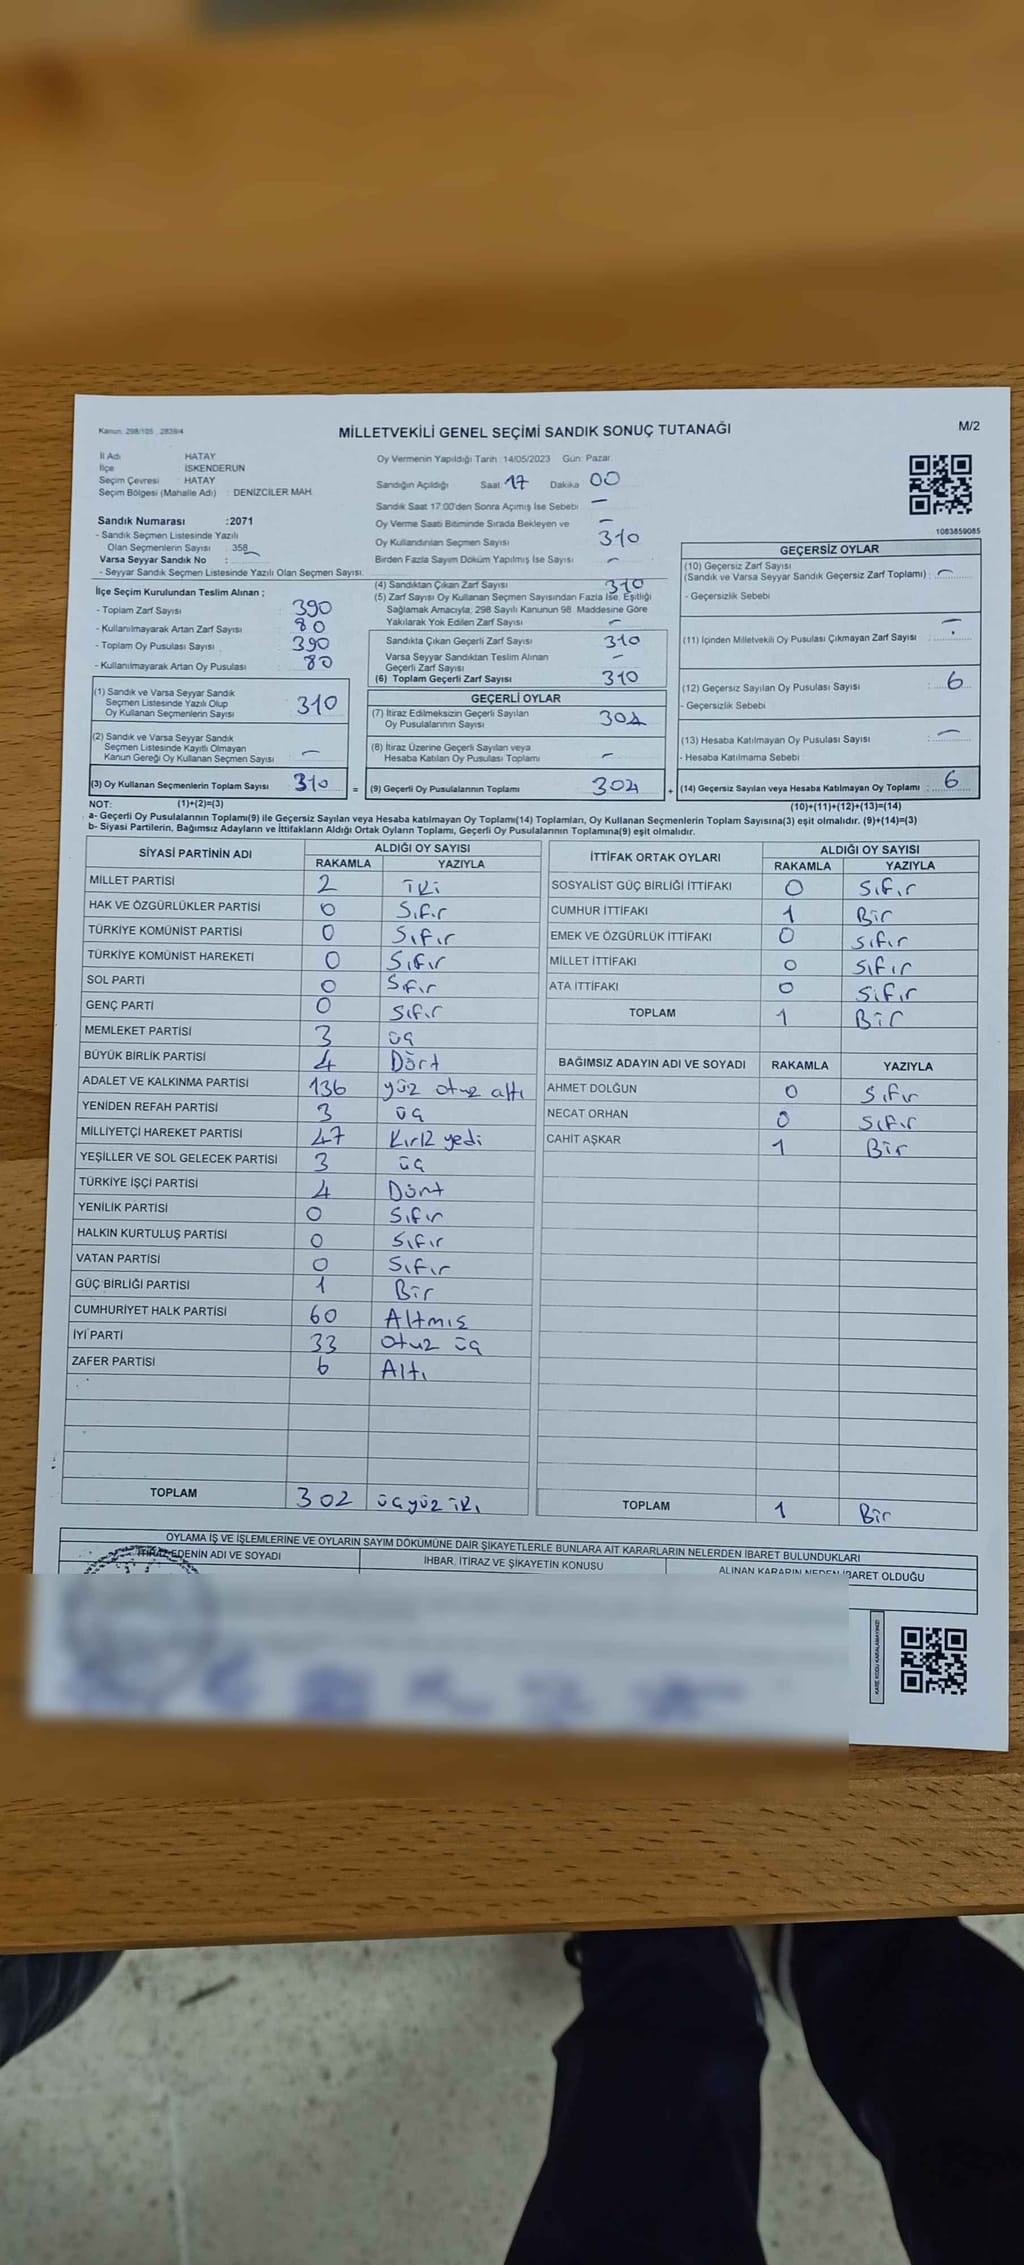 Kanun: 298/105 , 2839/4
MİLLETVEKİLİ GENEL SEÇİMİ SANDIK SONUÇ TUTANAĞI
M/2
İl Adı HATAY
İlçe İSKENDERUN
Seçim Çevresi : HATAY
Seçim Bölgesi (Mahalle Adı) : DENİZCİLER MAH.
Sandık Numarası :2071
- Sandık Seçmen Listesinde Yazılı
Olan Seçmenlerin Sayısı : 358
Varsa Seyyar Sandık No :
- Seyyar Sandık Seçmen Listesinde Yazılı Olan Seçmen Sayısı:
Oy Vermenin Yapıldığı Tarih :14/05/2023 Gün: Pazar
Sandığın Açıldığı Saat 17 Dakika 00
Sandık Saat 17:00'den Sonra Açılmış İse Sebebi —
Oy Verme Saati Bitiminde Sırada Bekleyen ve —
Oy Kullandırılan Seçmen Sayısı 310
Birden Fazla Sayım Döküm Yapılmış İse Sayısı —
1083859085
İlçe Seçim Kurulundan Teslim Alınan ;
- Toplam Zarf Sayısı 390
- Kullanılmayarak Artan Zarf Sayısı 80
- Toplam Oy Pusulası Sayısı 390
- Kullanılmayarak Artan Oy Pusulası 80
(1) Sandık ve Varsa Seyyar Sandık
Seçmen Listesinde Yazılı Olup
Oy Kullanan Seçmenlerin Sayısı 310
(2) Sandık ve Varsa Seyyar Sandık
Seçmen Listesinde Kayıtlı Olmayan
Kanun Gereği Oy Kullanan Seçmen Sayısı —
(3) Oy Kullanan Seçmenlerin Toplam Sayısı 310 =
(4) Sandıktan Çıkan Zarf Sayısı 310
(5) Zarf Sayısı Oy Kullanan Seçmen Sayısından Fazla İse, Eşitliği
Sağlamak Amacıyla; 298 Sayılı Kanunun 98. Maddesine Göre
Yakılarak Yok Edilen Zarf Sayısı —
Sandıkta Çıkan Geçerli Zarf Sayısı 310
Varsa Seyyar Sandıktan Teslim Alınan
Geçerli Zarf Sayısı —
(6) Toplam Geçerli Zarf Sayısı 310
GEÇERLİ OYLAR
(7) İtiraz Edilmeksizin Geçerli Sayılan
Oy Pusulalarının Sayısı 304
(8) İtiraz Üzerine Geçerli Sayılan veya
Hesaba Katılan Oy Pusulası Toplamı —
(9) Geçerli Oy Pusulalarının Toplamı 304 +
GEÇERSİZ OYLAR
(10) Geçersiz Zarf Sayısı
(Sandık ve Varsa Seyyar Sandık Geçersiz Zarf Toplamı) : —
- Geçersizlik Sebebi
(11) İçinden Milletvekili Oy Pusulası Çıkmayan Zarf Sayısı : —
(12) Geçersiz Sayılan Oy Pusulası Sayısı : 6
- Geçersizlik Sebebi
(13) Hesaba Katılmayan Oy Pusulası Sayısı : —
- Hesaba Katılmama Sebebi
(14) Geçersiz Sayılan veya Hesaba Katılmayan Oy Toplamı : 6
NOT: (1)+(2)=(3)
(10)+(11)+(12)+(13)=(14)
a- Geçerli Oy Pusulalarının Toplamı(9) ile Geçersiz Sayılan veya Hesaba katılmayan Oy Toplamı(14) Toplamları, Oy Kullanan Seçmenlerin Toplam Sayısına(3) eşit olmalıdır. (9)+(14)=(3)
b- Siyasi Partilerin, Bağımsız Adayların ve İttifakların Aldığı Ortak Oyların Toplamı, Geçerli Oy Pusulalarının Toplamına(9) eşit olmalıdır.
SİYASİ PARTİNİN ADI ALDIĞI OY SAYISI
RAKAMLA YAZIYLA
MİLLET PARTİSİ 2 iki
HAK VE ÖZGÜRLÜKLER PARTİSİ 0 Sıfır
TÜRKİYE KOMÜNİST PARTİSİ 0 Sıfır
TÜRKİYE KOMÜNİST HAREKETİ 0 Sıfır
SOL PARTİ 0 Sıfır
GENÇ PARTİ 0 Sıfır
MEMLEKET PARTİSİ 3 üç
BÜYÜK BİRLİK PARTİSİ 4 Dört
ADALET VE KALKINMA PARTİSİ 136 yüz otuz altı
YENİDEN REFAH PARTİSİ 3 üç
MİLLİYETÇİ HAREKET PARTİSİ 47 Kırk yedi
YEŞİLLER VE SOL GELECEK PARTİSİ 3 üç
TÜRKİYE İŞÇİ PARTİSİ 4 Dört
YENİLİK PARTİSİ 0 Sıfır
HALKIN KURTULUŞ PARTİSİ 0 Sıfır
VATAN PARTİSİ 0 Sıfır
GÜÇ BİRLİĞİ PARTİSİ 1 Bir
CUMHURİYET HALK PARTİSİ 60 Altmış
İYİ PARTİ 33 otuz üç
ZAFER PARTİSİ 6 Altı
TOPLAM 302 üçyüz iki
İTTİFAK ORTAK OYLARI ALDIĞI OY SAYISI
RAKAMLA YAZIYLA
SOSYALİST GÜÇ BİRLİĞİ İTTİFAKI 0 Sıfır
CUMHUR İTTİFAKI 1 Bir
EMEK VE ÖZGÜRLÜK İTTİFAKI 0 Sıfır
MİLLET İTTİFAKI 0 Sıfır
ATA İTTİFAKI 0 Sıfır
TOPLAM 1 Bir
BAĞIMSIZ ADAYIN ADI VE SOYADI RAKAMLA YAZIYLA
AHMET DOLĞUN 0 Sıfır
NECAT ORHAN 0 Sıfır
CAHİT AŞKAR 1 Bir
TOPLAM 1 Bir
OYLAMA İŞ VE İŞLEMLERİNE VE OYLARIN SAYIM DÖKÜMÜNE DAİR ŞİKAYETLERLE BUNLARA AİT KARARLARIN NELERDEN İBARET BULUNDUKLARI
İTİRAZ EDENİN ADI VE SOYADI İHBAR, İTİRAZ VE ŞİKAYETİN KONUSU ALINAN KARARIN NEDEN İBARET OLDUĞU
KARE KODU KARALAMAYINIZ!